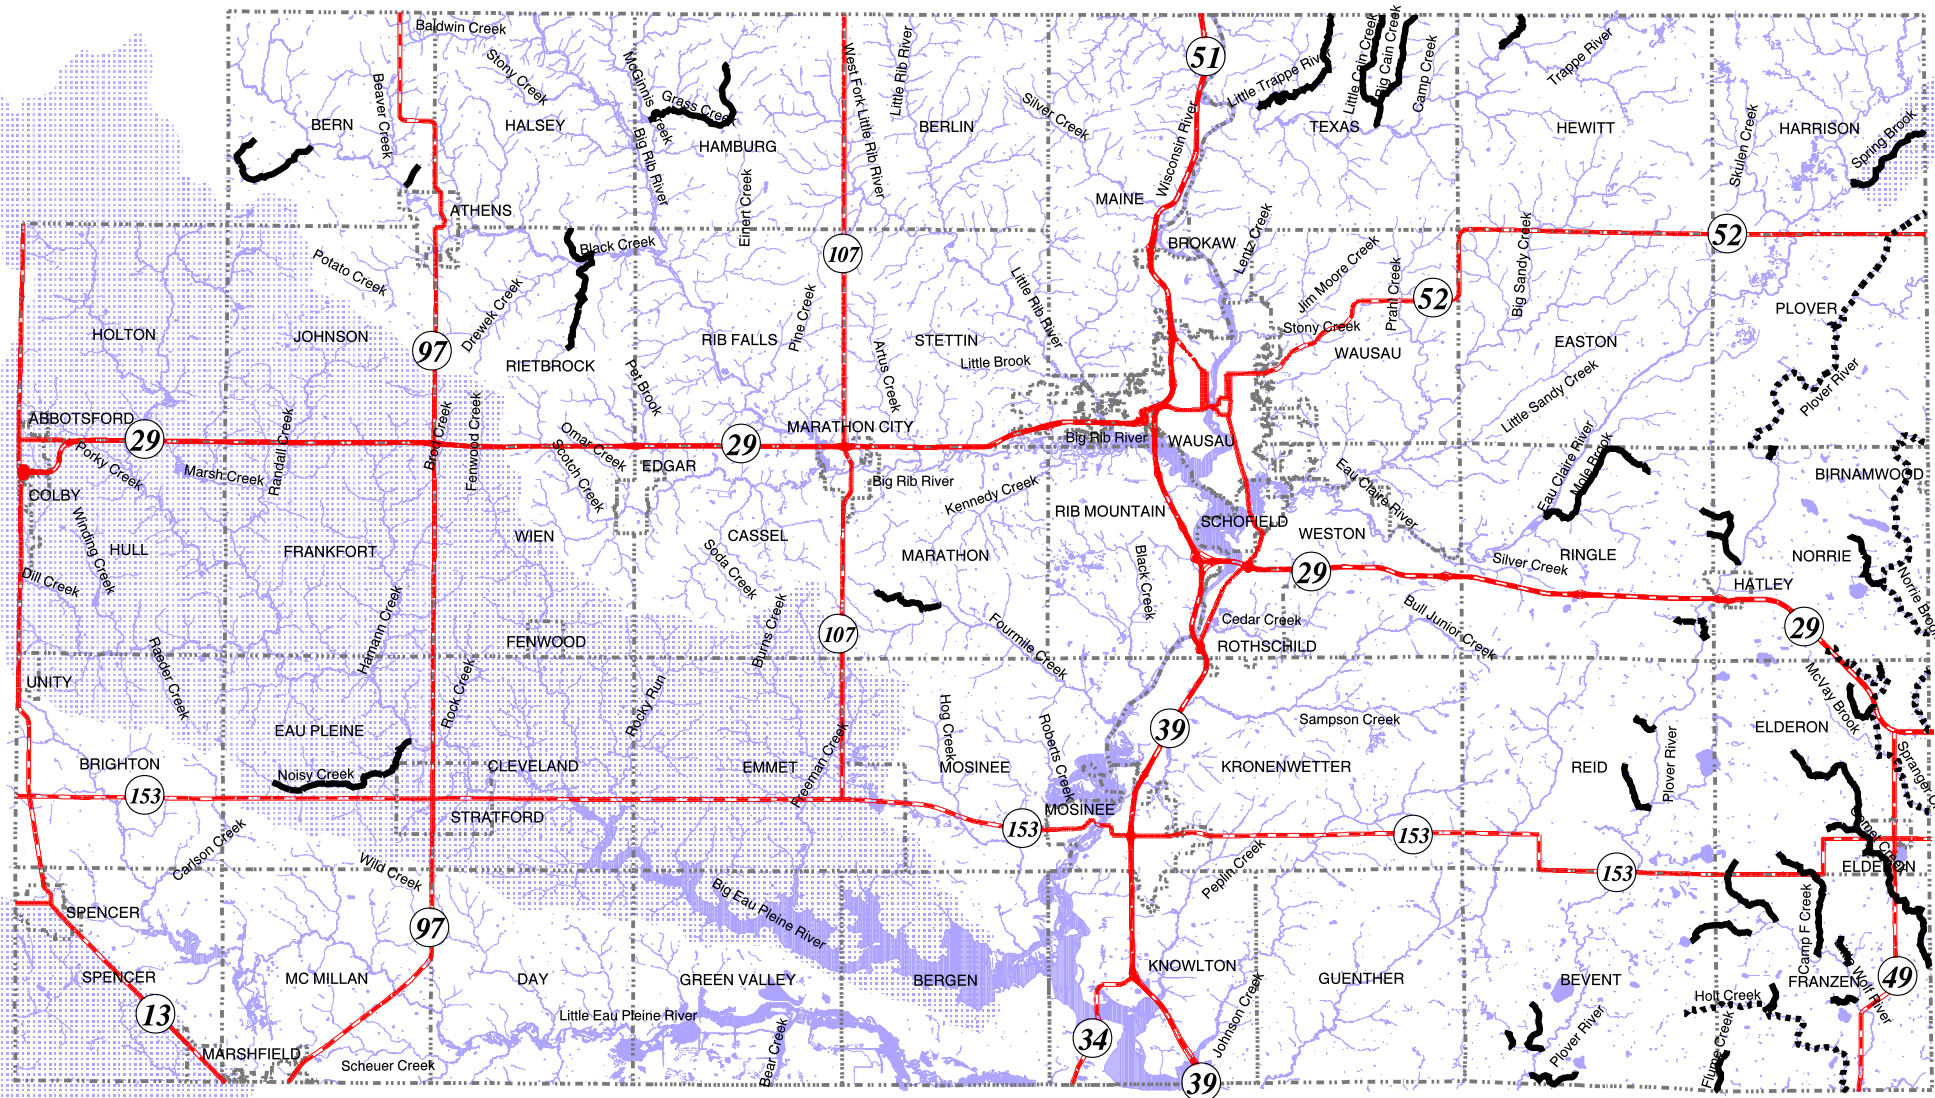 Baldwin Creek
Stony Creek
McGinnis Creek
Grass Creek
West Fork Little Rib River
Little Rib River
Silver Creek
51
Little Trappe River
Little Cain Creek
Big Cain Creek
Camp Creek
Trappe River
Beaver Creek
BERN
HALSEY
Big Rib River
HAMBURG
BERLIN
Wisconsin River
TEXAS
HEWITT
Skulen Creek
HARRISON
Spring Brook
MAINE
ATHENS
Einert Creek
107
BROKAW
Lentz Creek
52
Black Creek
Potato Creek
Drewek Creek
Jim Moore Creek
Prahl Creek
52
Big Sandy Creek
PLOVER
HOLTON
JOHNSON
97
RIETBROCK
RIB FALLS
Pine Creek
STETTIN
Little Rib River
Little Brook
Stony Creek
WAUSAU
EASTON
Pet Brook
Artus Creek
Little Sandy Creek
Plover River
ABBOTSFORD
29
Randall Creek
Brod Creek
Fenwood Creek
Omar Creek
Scotch Creek
29
MARATHON CITY
Big Rib River
WAUSAU
Porky Creek
Marsh Creek
EDGAR
Big Rib River
Kennedy Creek
Eau Claire River
Eau Claire River
Mole Brook
BIRNAMWOOD
COLBY
Winding Creek
HULL
FRANKFORT
WIEN
CASSEL
MARATHON
RIB MOUNTAIN
SCHOFIELD
WESTON
RINGLE
NORRIE
Soda Creek
Black Creek
29
Silver Creek
HATLEY
Norrie Brook
Dill Creek
Hamann Creek
Burns Creek
107
Fourmile Creek
Cedar Creek
Bull Junior Creek
29
FENWOOD
ROTHSCHILD
UNITY
Raeder Creek
Rock Creek
Rocky Run
Hog Creek
Roberts Creek
39
Sampson Creek
McVay Brook
EAU PLEINE
ELDERON
BRIGHTON
Noisy Creek
CLEVELAND
EMMET
Freeman Creek
MOSINEE
KRONENWETTER
REID
Plover River
153
STRATFORD
153
MOSINEE
153
Comet Creek
Carlson Creek
Wild Creek
Peplin Creek
153
ELDERON
SPENCER
97
Big Eau Pleine River
Camp F Creek
SPENCER
MC MILLAN
DAY
GREEN VALLEY
BERGEN
KNOWLTON
GUENTHER
BEVENT
FRANZEN
49
13
Little Eau Pleine River
34
Johnson Creek
Holt Creek
MARSHFIELD
Scheuer Creek
Bear Creek
39
Plover River
Flume Creek